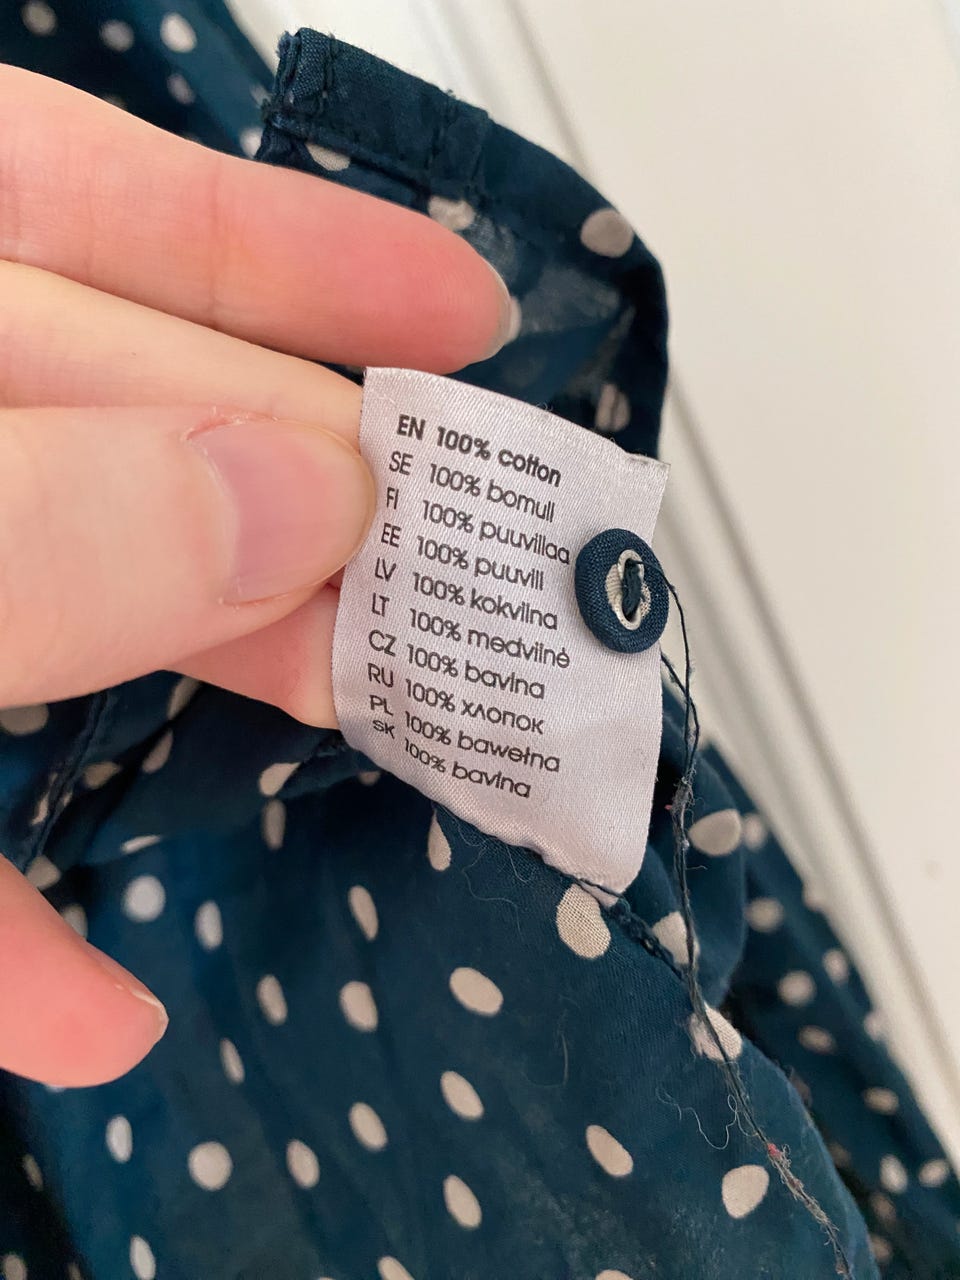 EN 100% cotton
SE 100% bomull
FI 100% puuvillaa
EE 100% puuvill
LV 100% kokvilna
LT 100% medvilnė
CZ 100% bavlna
RU 100% хлопок
PL 100% bawełna
SK 100% bavlna